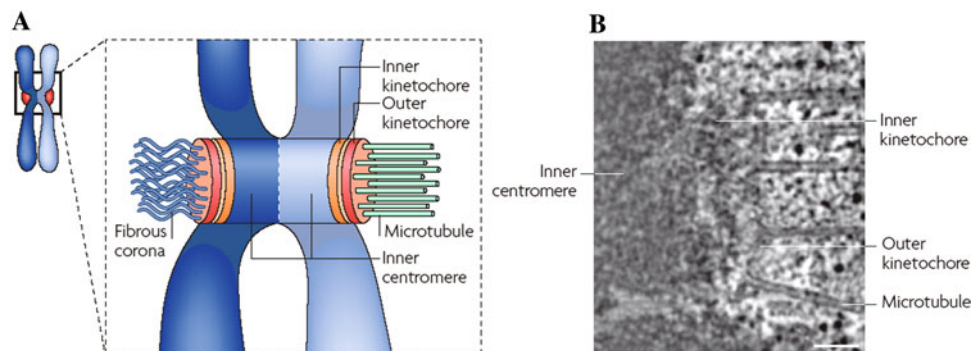 A
Inner
kinetochore
Outer
kinetochore
Fibrous
corona
Microtubule
Inner
centromere
B
Inner
kinetochore
Inner
centromere
Outer
kinetochore
Microtubule